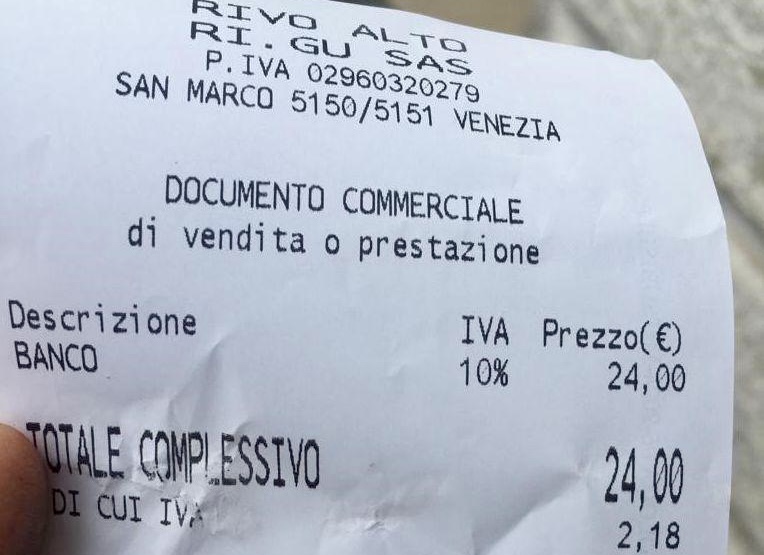 RIVO ALTO
RI.GU SAS
P.IVA 02960320279
SAN MARCO 5150/5151 VENEZIA
DOCUMENTO COMMERCIALE
di vendita o prestazione
Descrizione IVA Prezzo(€)
BANCO 10% 24,00
TOTALE COMPLESSIVO 24,00
DI CUI IVA 2,18